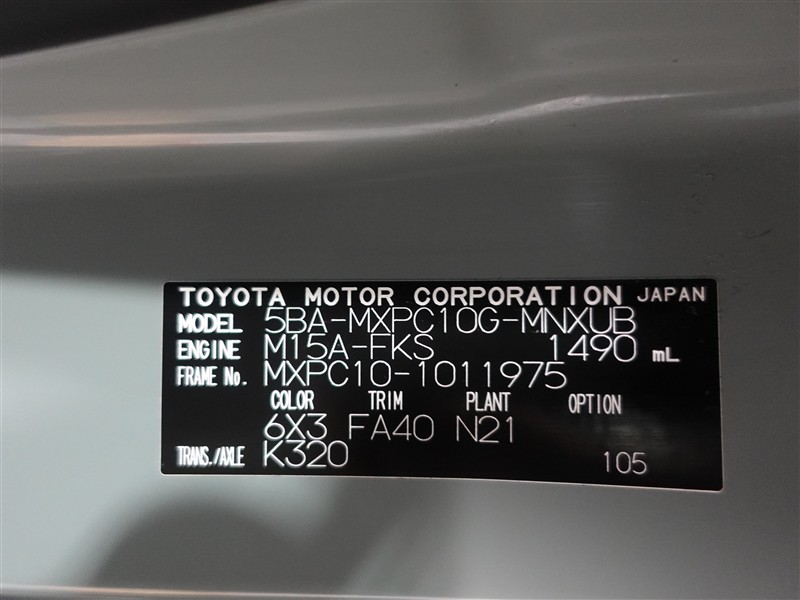 TOYOTA MOTOR CORPORATION JAPAN
MODEL 5BA-MXPC10G-MNXUB
ENGINE M15A-FKS 1490 mL
FRAME No. MXPC10-1011975
COLOR TRIM PLANT OPTION
6X3 FA40 N21
TRANS./AXLE K320 105